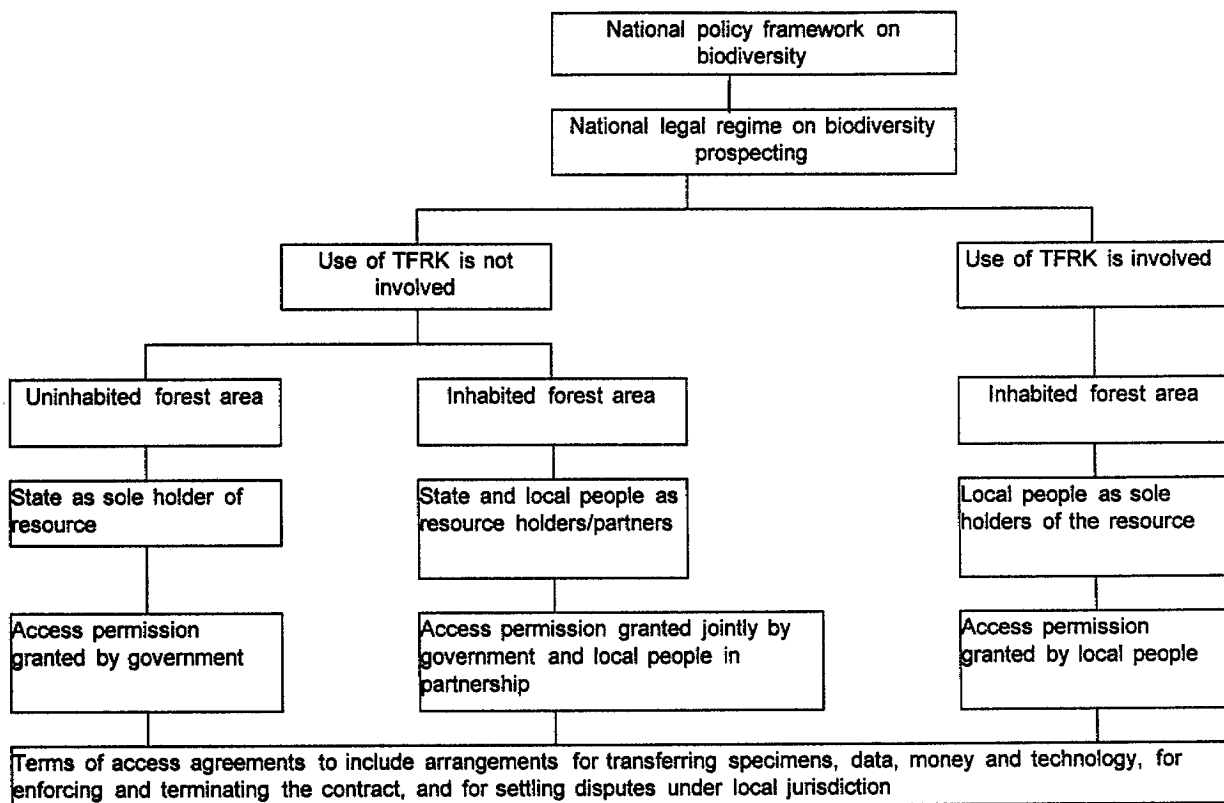 National policy framework on
biodiversity
National legal regime on biodiversity
prospecting
Use of TFRK is not
involved
Use of TFRK is involved
Uninhabited forest area
Inhabited forest area
Inhabited forest area
State as sole holder of
resource
State and local people as
resource holders/partners
Local people as sole
holders of the resource
Access permission
granted by government
Access permission granted jointly by
government and local people in
partnership
Access permission
granted by local people
Terms of access agreements to include arrangements for transferring specimens, data, money and technology, for
enforcing and terminating the contract, and for settling disputes under local jurisdiction